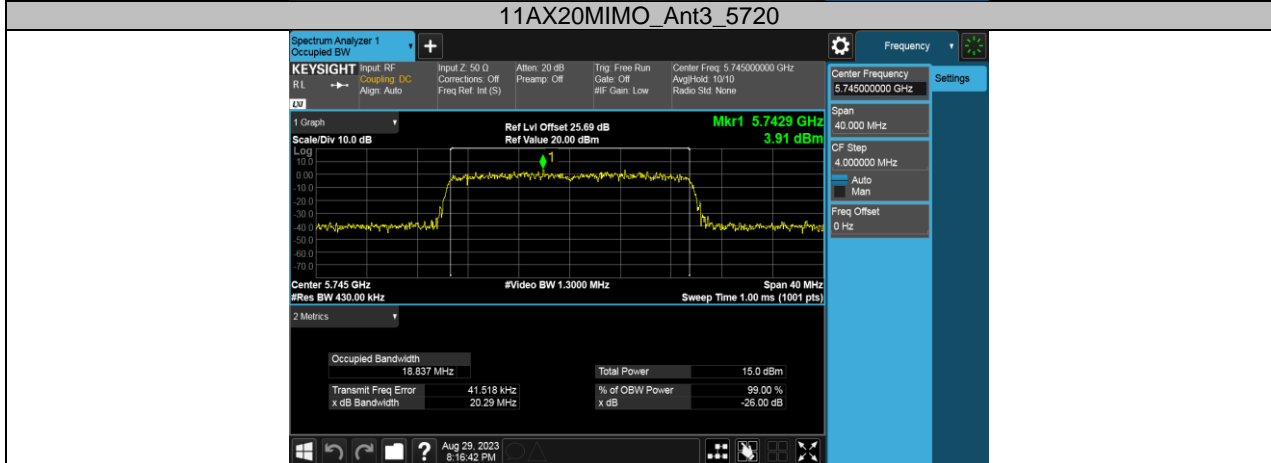 11AX20MIMO_Ant3_5720
Spectrum Analyzer 1
Occupied BW
+
Frequency
KEYSIGHT
RL
LXI
Input: RF
Coupling: DC
Align: Auto
Input Z: 50 Ω
Corrections: Off
Freq Ref: Int (S)
Atten: 20 dB
Preamp: Off
Trig: Free Run
Gate: Off
#IF Gain: Low
Center Freq: 5.745000000 GHz
Avg|Hold: 10/10
Radio Std: None
Center Frequency
5.745000000 GHz
Settings
Span
40.000 MHz
CF Step
4.000000 MHz
Auto
Man
Freq Offset
0 Hz
1 Graph
Scale/Div 10.0 dB
Ref Lvl Offset 25.69 dB
Ref Value 20.00 dBm
Mkr1 5.7429 GHz
3.91 dBm
Log
10.0
0.00
-10.0
-20.0
-30.0
-40.0
-50.0
-60.0
-70.0
1
Center 5.745 GHz
#Res BW 430.00 kHz
#Video BW 1.3000 MHz
Span 40 MHz
Sweep Time 1.00 ms (1001 pts)
2 Metrics
Occupied Bandwidth
18.837 MHz
Total Power 15.0 dBm
Transmit Freq Error 41.518 kHz
% of OBW Power 99.00 %
x dB Bandwidth 20.29 MHz
x dB -26.00 dB
?
Aug 29, 2023
8:16:42 PM